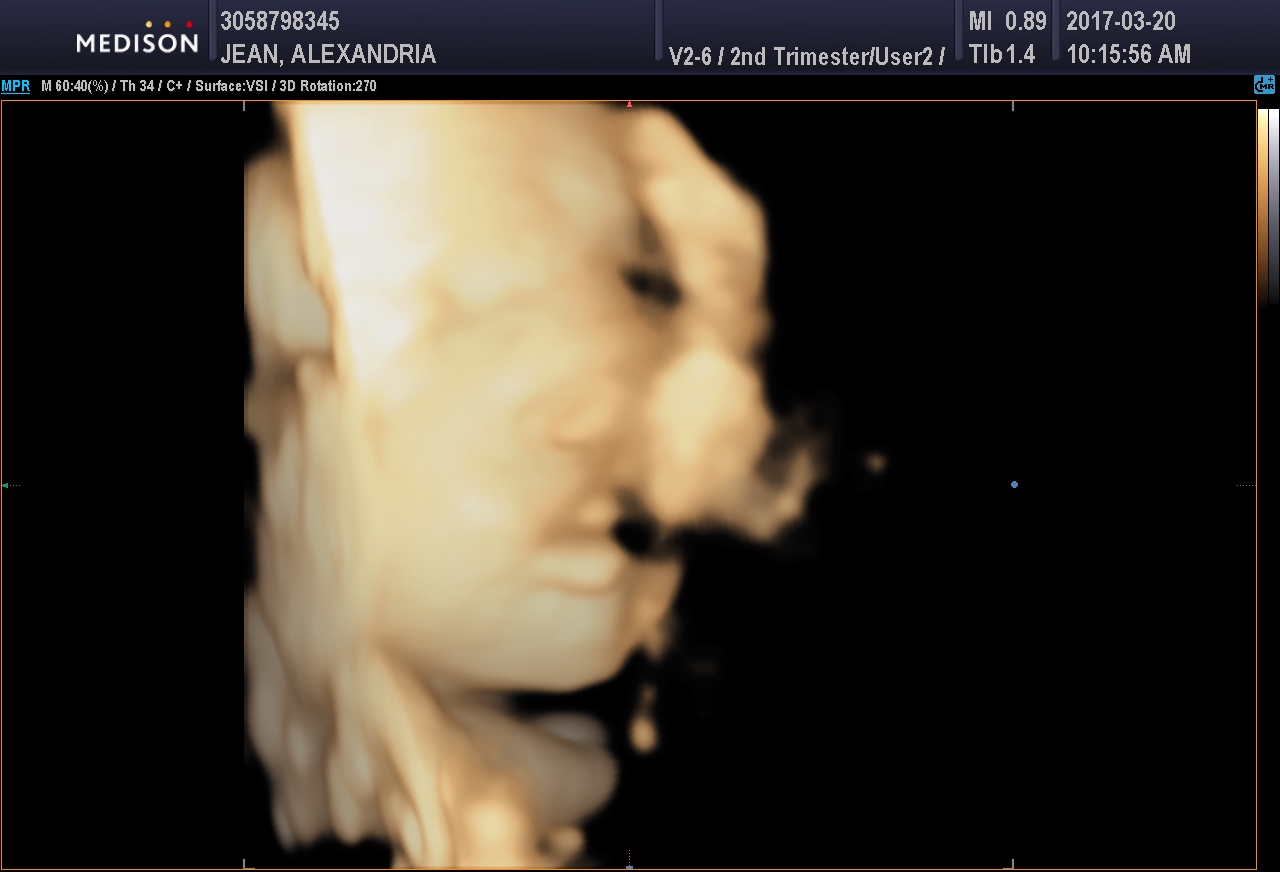 MEDISON
3058798345
JEAN, ALEXANDRIA
V2-6 / 2nd Trimester/User2 /
MI 0.89
TIb 1.4
2017-03-20
10:15:56 AM
MPR M 60:40(%) / Th 34 / C+ / Surface:VSI / 3D Rotation:270